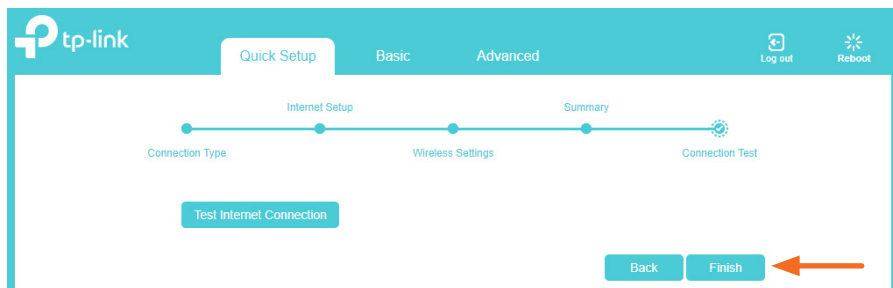 tp-link
Quick Setup Basic Advanced
Log out Reboot
Internet Setup Summary
Connection Type Wireless Settings Connection Test
Test Internet Connection
Back Finish